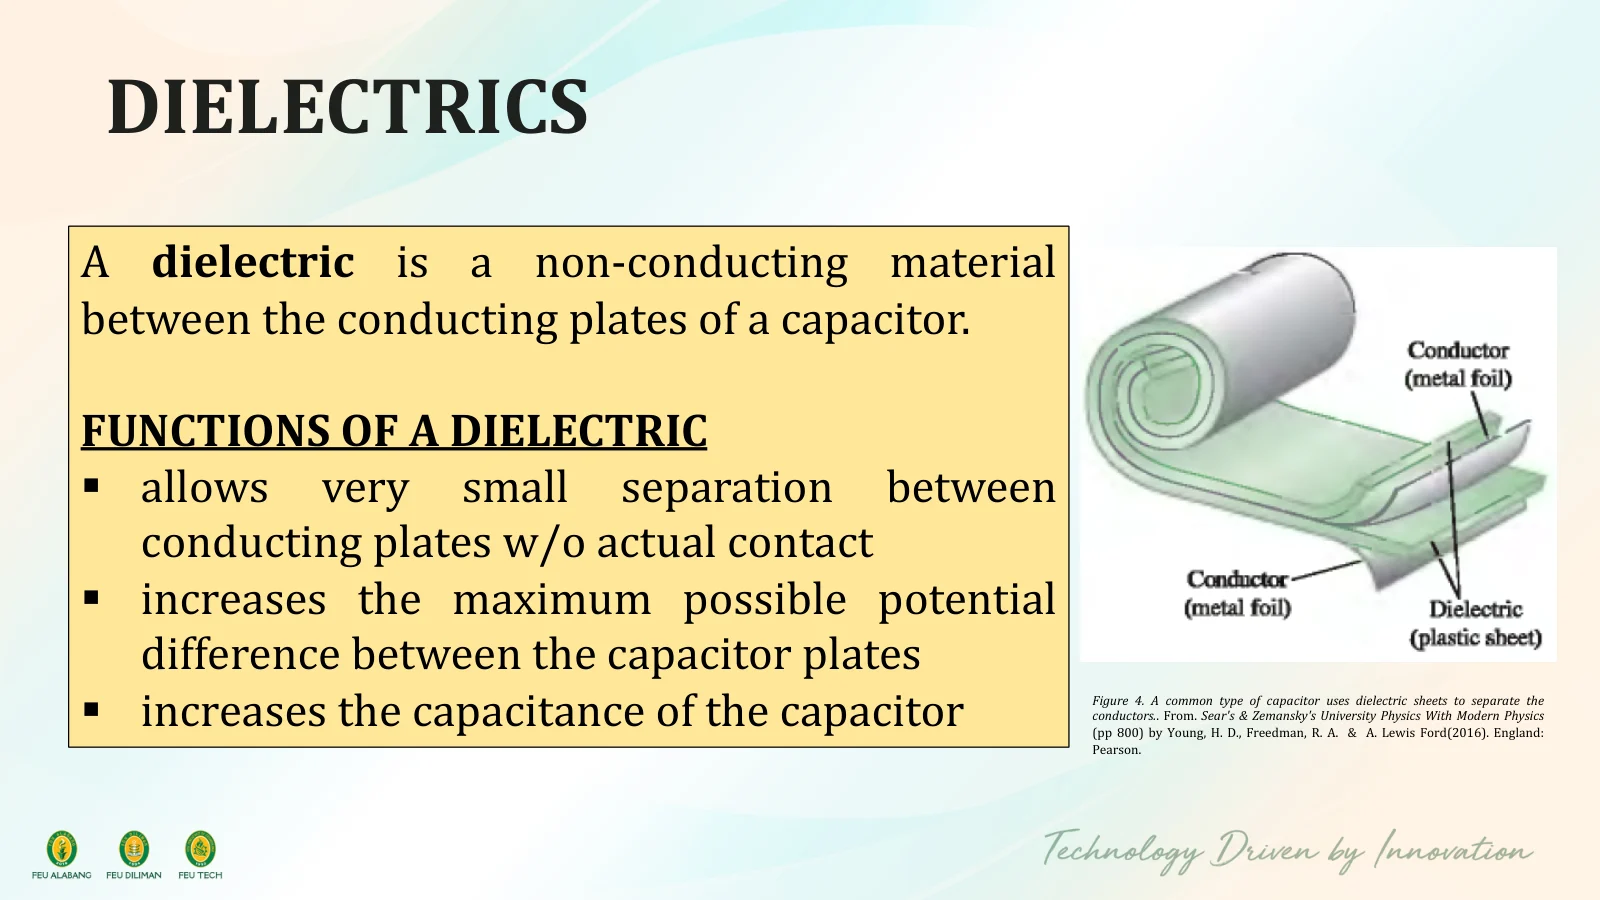 DIELECTRICS
A dielectric is a non-conducting material
between the conducting plates of a capacitor.
FUNCTIONS OF A DIELECTRIC
▪ allows very small separation between
conducting plates w/o actual contact
▪ increases the maximum possible potential
difference between the capacitor plates
▪ increases the capacitance of the capacitor
Conductor
(metal foil)
Conductor
(metal foil)
Dielectric
(plastic sheet)
Figure 4. A common type of capacitor uses dielectric sheets to separate the
conductors.. From. Sear's & Zemansky's University Physics With Modern Physics
(pp 800) by Young, H. D., Freedman, R. A. & A. Lewis Ford(2016). England:
Pearson.
FEU ALABANG
FEU DILIMAN
FEU TECH
Technology Driven by Innovation